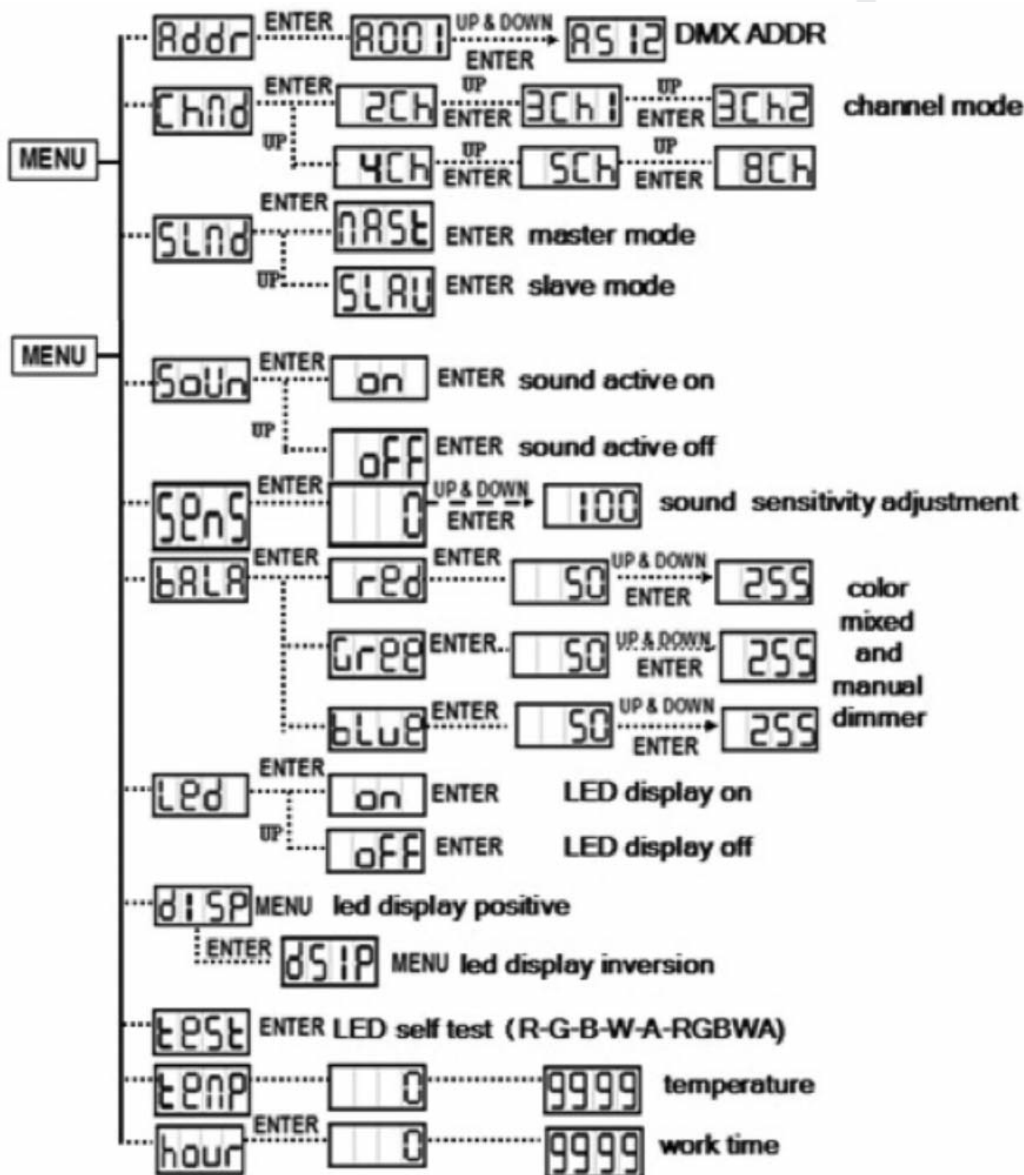 Addr ENTER A001 UP & DOWN ENTER A512 DMX ADDR
ChMd ENTER 2Ch UP ENTER 3Ch1 UP ENTER 3Ch2 channel mode
MENU
UP 4Ch UP ENTER 5Ch UP ENTER 8Ch
SLMd ENTER MASt ENTER master mode
UP SLAU ENTER slave mode
MENU
SoUn ENTER on ENTER sound active on
UP oFF ENTER sound active off
SenS ENTER 0 UP & DOWN ENTER 100 sound sensitivity adjustment
bALA ENTER red ENTER 50 UP & DOWN ENTER 255 color
mixed
Gree ENTER.. 50 UP & DOWN ENTER 255 and
manual
bLue ENTER 50 UP & DOWN ENTER 255 dimmer
Led ENTER on ENTER LED display on
UP oFF ENTER LED display off
dISP MENU led display positive
ENTER dSIP MENU led display inversion
test ENTER LED self test (R-G-B-W-A-RGBWA)
teMP 0 9999 temperature
hour ENTER 0 9999 work time